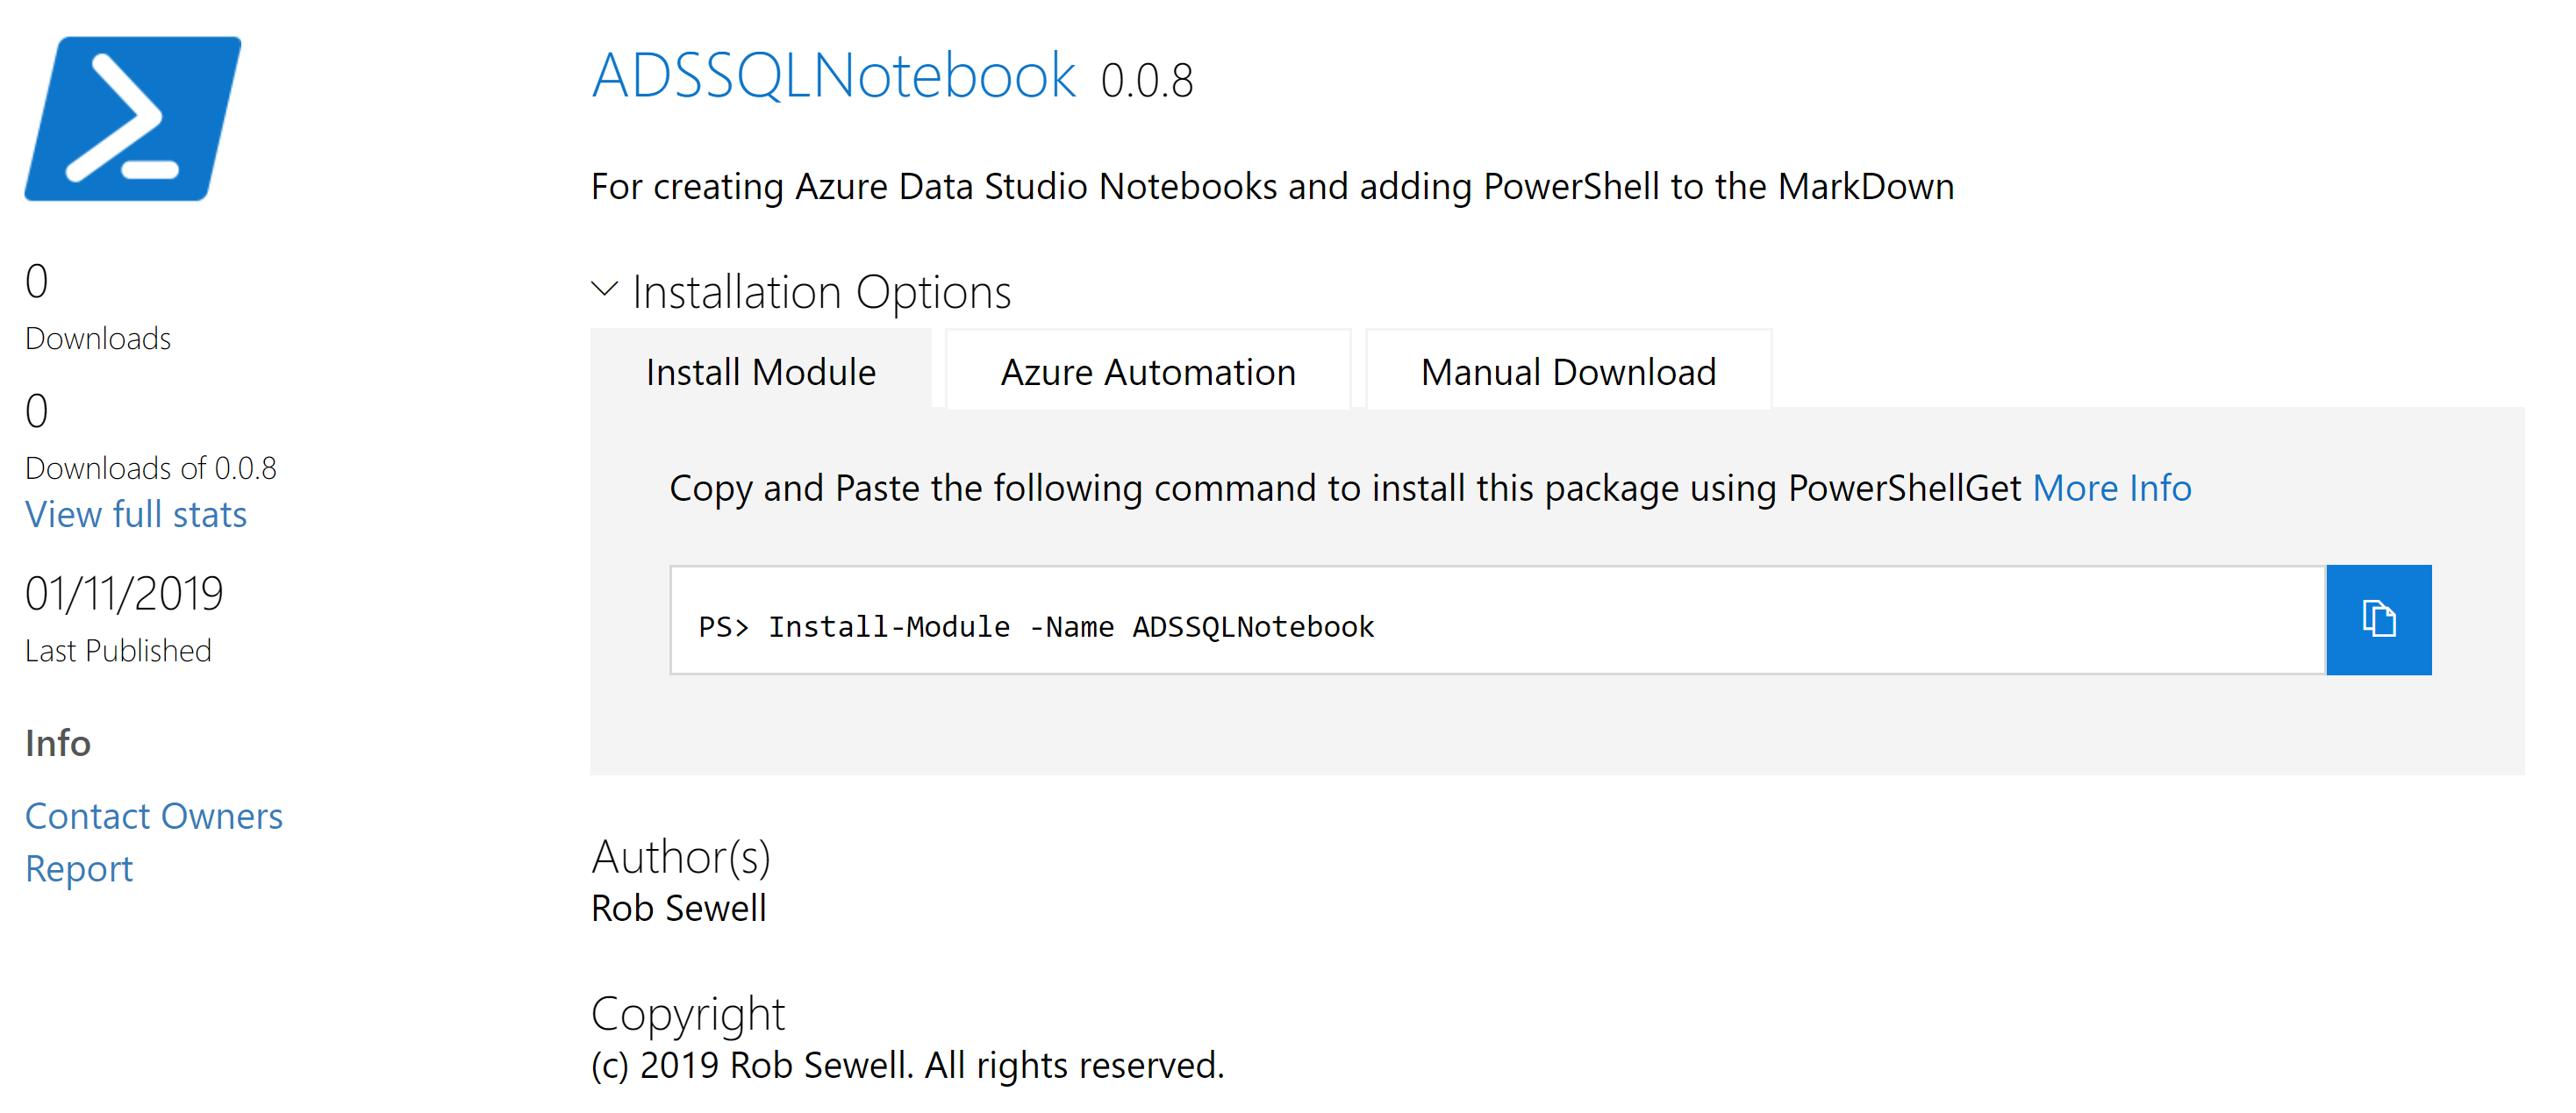 ADSSQLNotebook 0.0.8
For creating Azure Data Studio Notebooks and adding PowerShell to the MarkDown
Installation Options
Install Module
Azure Automation
Manual Download
Copy and Paste the following command to install this package using PowerShellGet More Info
PS> Install-Module -Name ADSSQLNotebook
Author(s)
Rob Sewell
Copyright
(c) 2019 Rob Sewell. All rights reserved.
0
Downloads
0
Downloads of 0.0.8
View full stats
01/11/2019
Last Published
Info
Contact Owners
Report